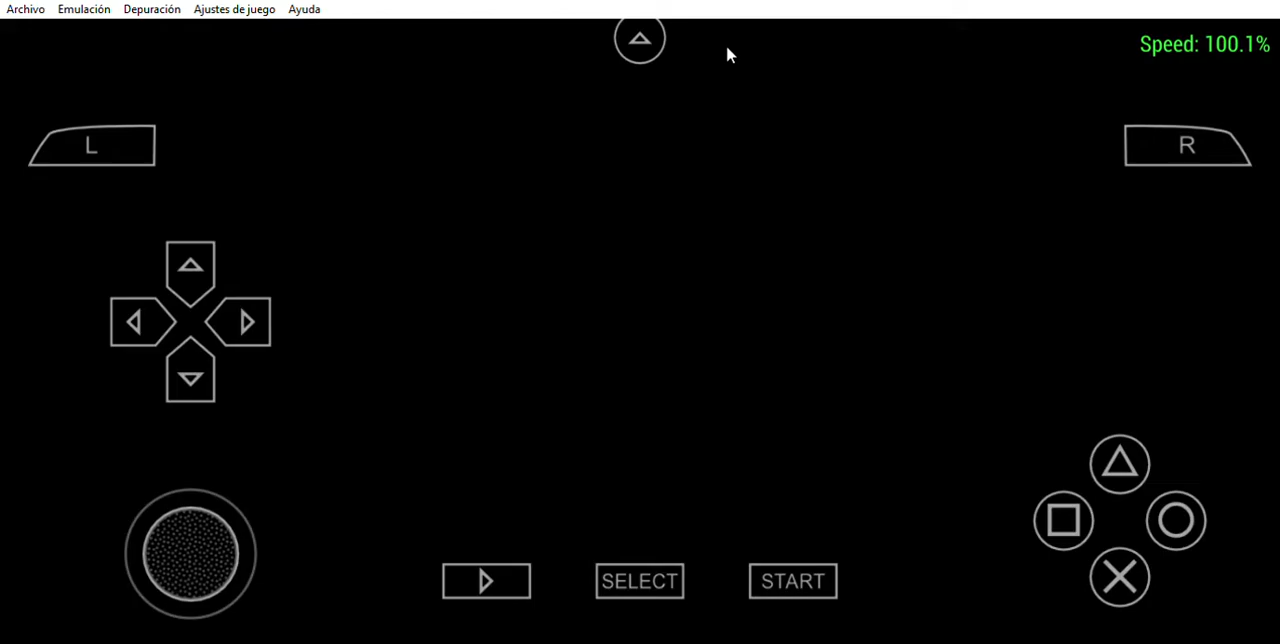 Archivo Emulación Depuración Ajustes de juego Ayuda
Speed: 100.1%
L
R
SELECT
START